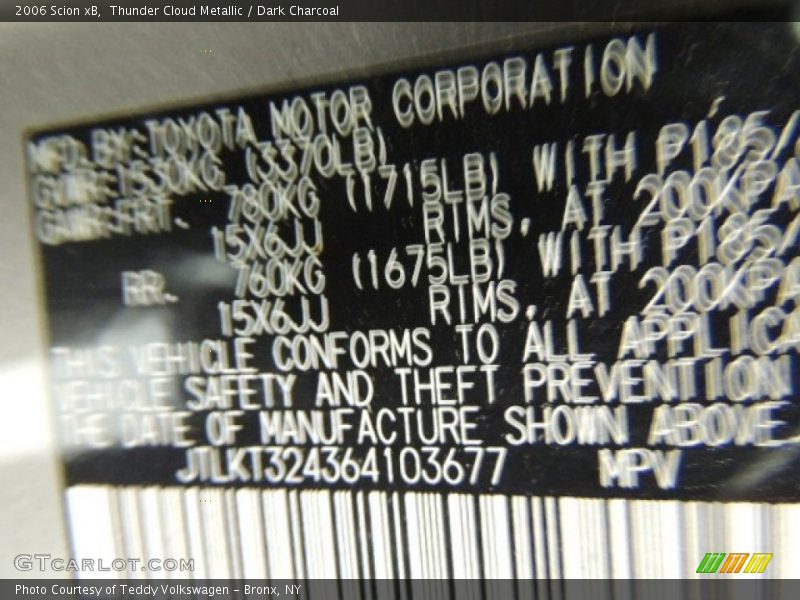 2006 Scion xB,  Thunder Cloud Metallic / Dark Charcoal
MFD. BY: TOYOTA MOTOR CORPORATION
GVWR: 1530KG (3370LB)
GAWR: FRT. 780KG (1715LB) WITH P185/
15X6JJ RIMS, AT 200KPA
RR. 760KG (1675LB) WITH P185/
15X6JJ RIMS, AT 200KPA
THIS VEHICLE CONFORMS TO ALL APPLICA
VEHICLE SAFETY AND THEFT PREVENTION
THE DATE OF MANUFACTURE SHOWN ABOVE.
JTLKT324364103677 MPV
GTCARLOT.COM
Photo Courtesy of Teddy Volkswagen – Bronx, NY